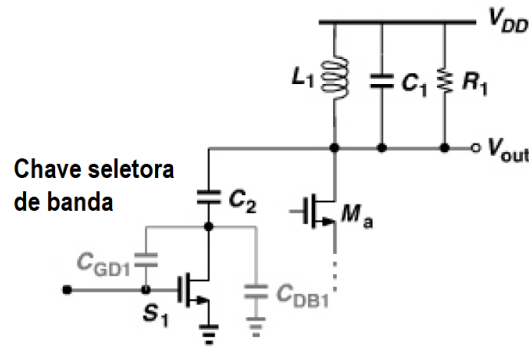 V_DD
L_1
C_1
R_1
V_out
Chave seletora
de banda
C_2
M_a
C_GD1
C_DB1
S_1